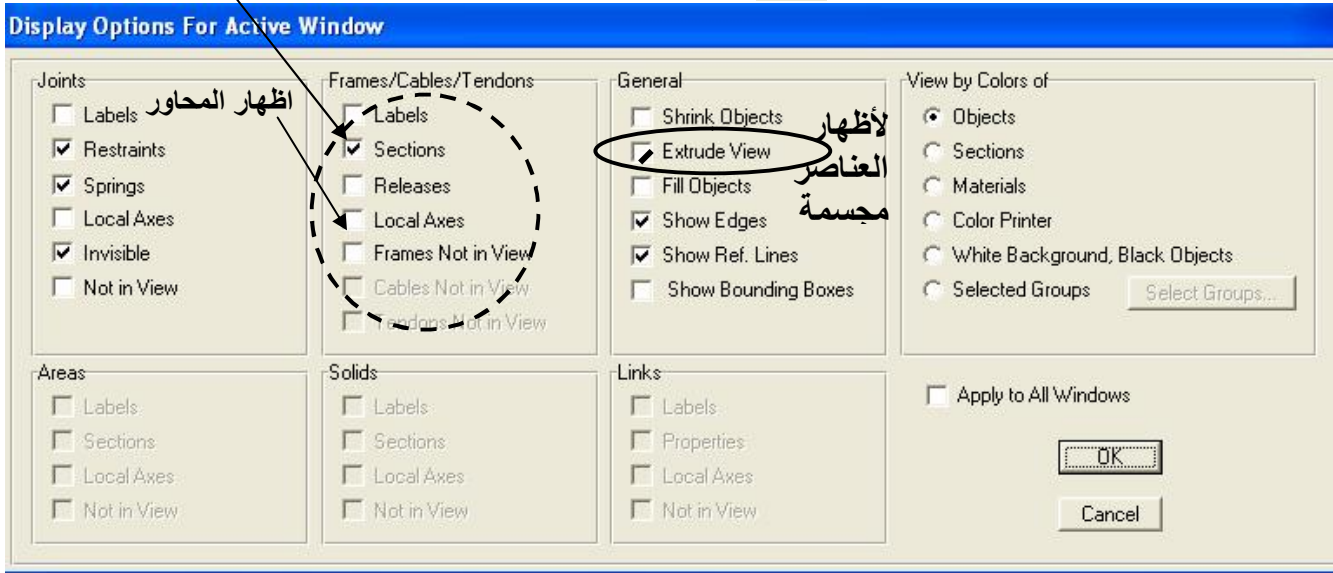 Display Options For Active Window
Joints
Labels
Restraints
Springs
Local Axes
Invisible
Not in View
اظهار المحاور
Frames/Cables/Tendons
Labels
Sections
Releases
Local Axes
Frames Not in View
Cables Not in View
Tendons Not in View
General
Shrink Objects
Extrude View
Fill Objects
Show Edges
Show Ref. Lines
Show Bounding Boxes
لأظهار
العناصر
مجسمة
View by Colors of
Objects
Sections
Materials
Color Printer
White Background, Black Objects
Selected Groups
Select Groups...
Areas
Labels
Sections
Local Axes
Not in View
Solids
Labels
Sections
Local Axes
Not in View
Links
Labels
Properties
Local Axes
Not in View
Apply to All Windows
OK
Cancel